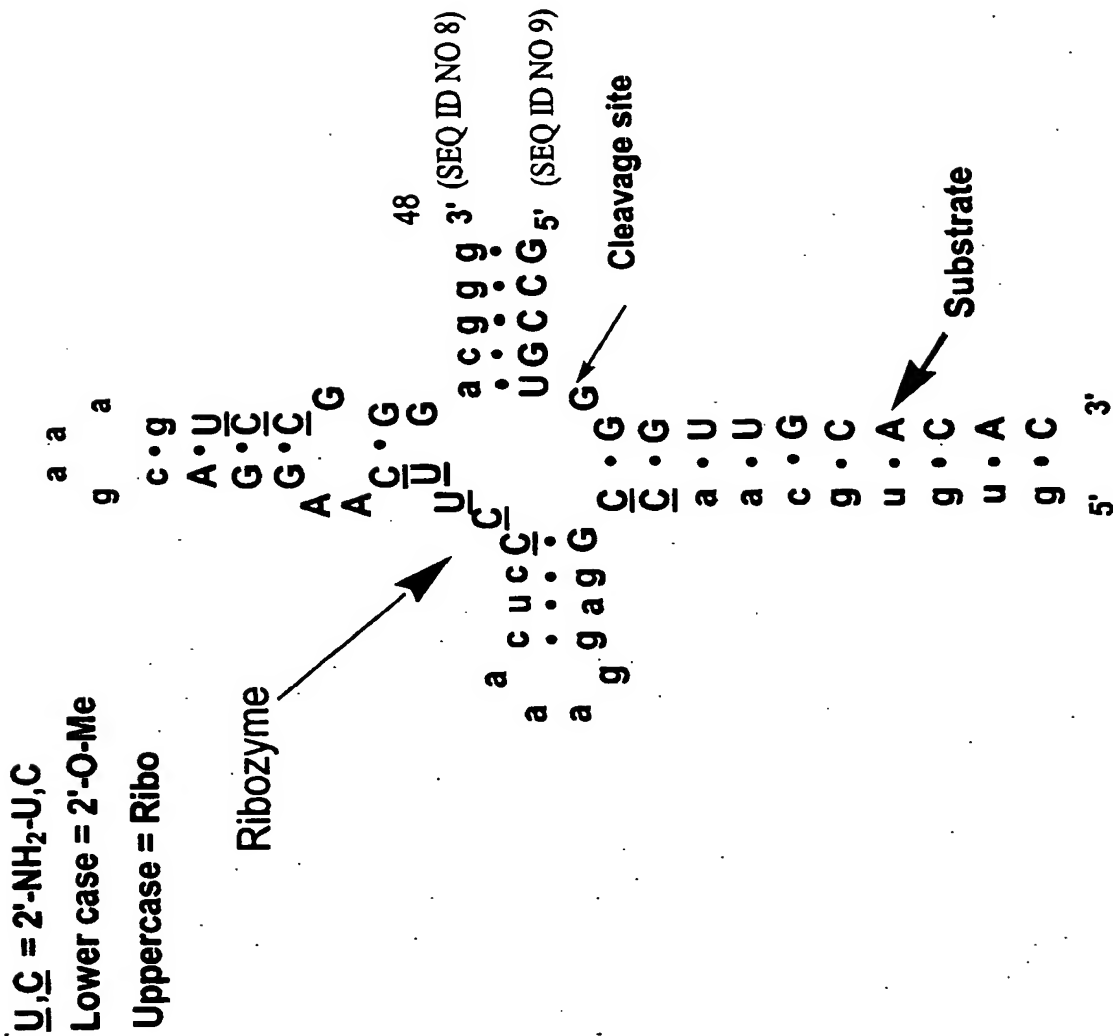 U,C = 2'-NH₂-U,C
Lower case = 2'-O-Me
Uppercase = Ribo
Ribozyme
a a
a a
g
c • g
A • U
G • C
G • C
A G
A
C • G
U G
U
C
48
a c g g g 3' (SEQ ID NO 8)
• • • • •
U G C C G 5' (SEQ ID NO 9)
Cleavage site
a c u c C
a • • • •
a g a g G
g
G
C • G
C • G
a • U
a • U
c • G
g • C
u • A
g • C
u • A
g • C
5' 3'
Substrate